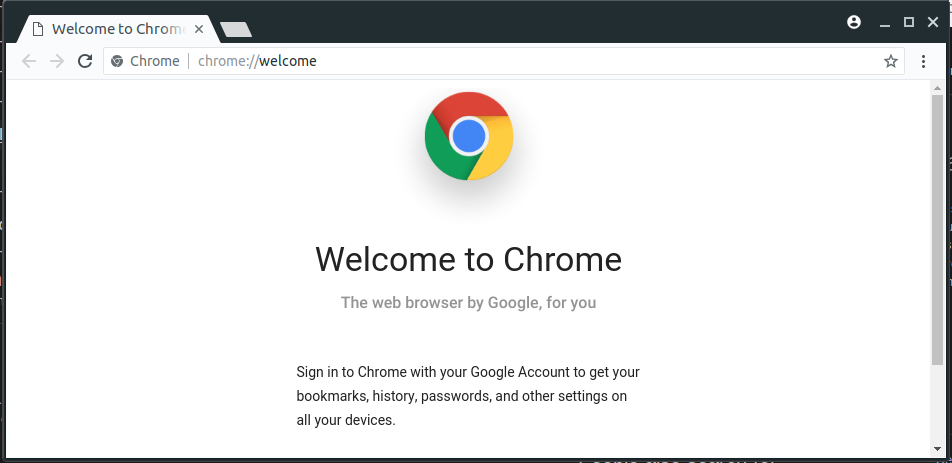 Welcome to Chrom
Chrome | chrome://welcome
Welcome to Chrome
The web browser by Google, for you
Sign in to Chrome with your Google Account to get your
bookmarks, history, passwords, and other settings on
all your devices.